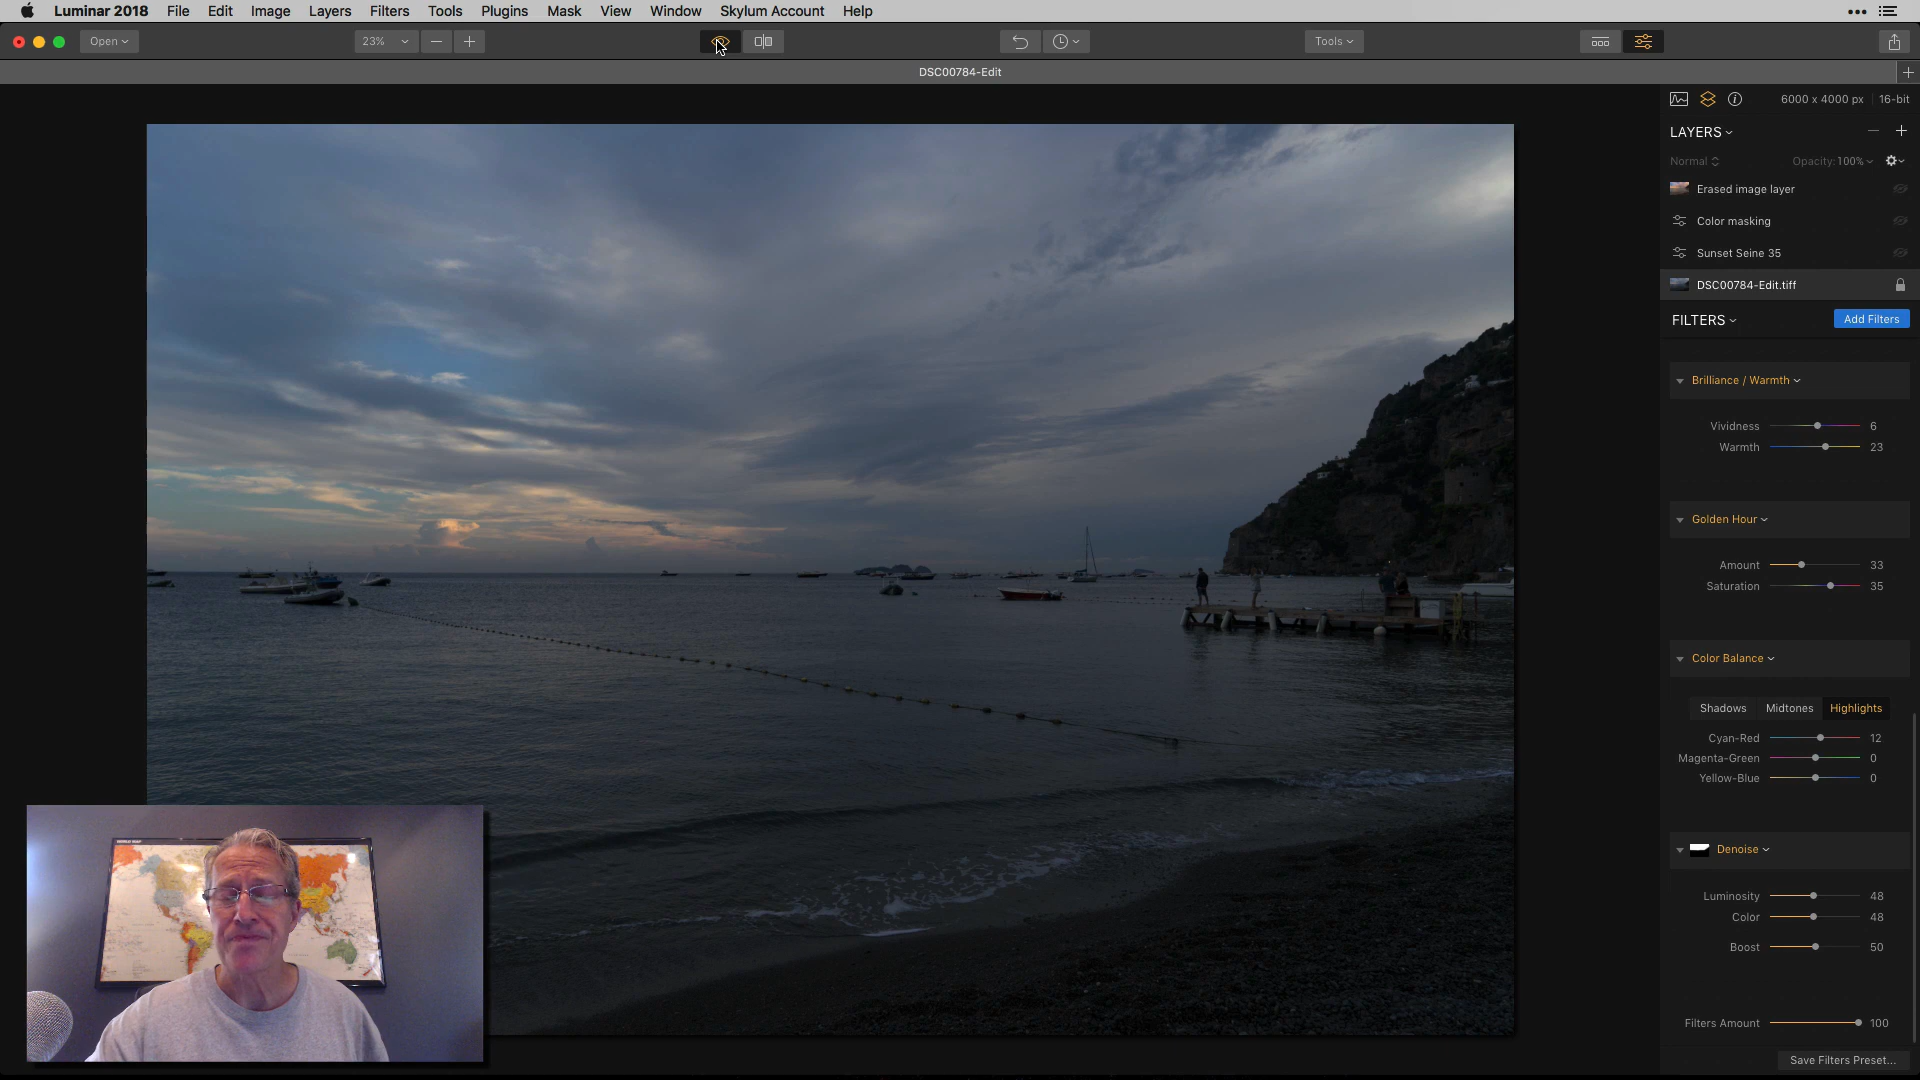 Luminar 2018 File Edit Image Layers Filters Tools Plugins Mask View Window Skylum Account Help
Open 23% Tools
DSC00784-Edit
6000 x 4000 px 16-bit
LAYERS
Normal Opacity: 100%
Erased image layer
Color masking
Sunset Seine 35
DSC00784-Edit.tiff
FILTERS Add Filters
Brilliance / Warmth
Vividness 6
Warmth 23
Golden Hour
Amount 33
Saturation 35
Color Balance
Shadows Midtones Highlights
Cyan-Red 12
Magenta-Green 0
Yellow-Blue 0
Denoise
Luminosity 48
Color 48
Boost 50
Filters Amount 100
Save Filters Preset...